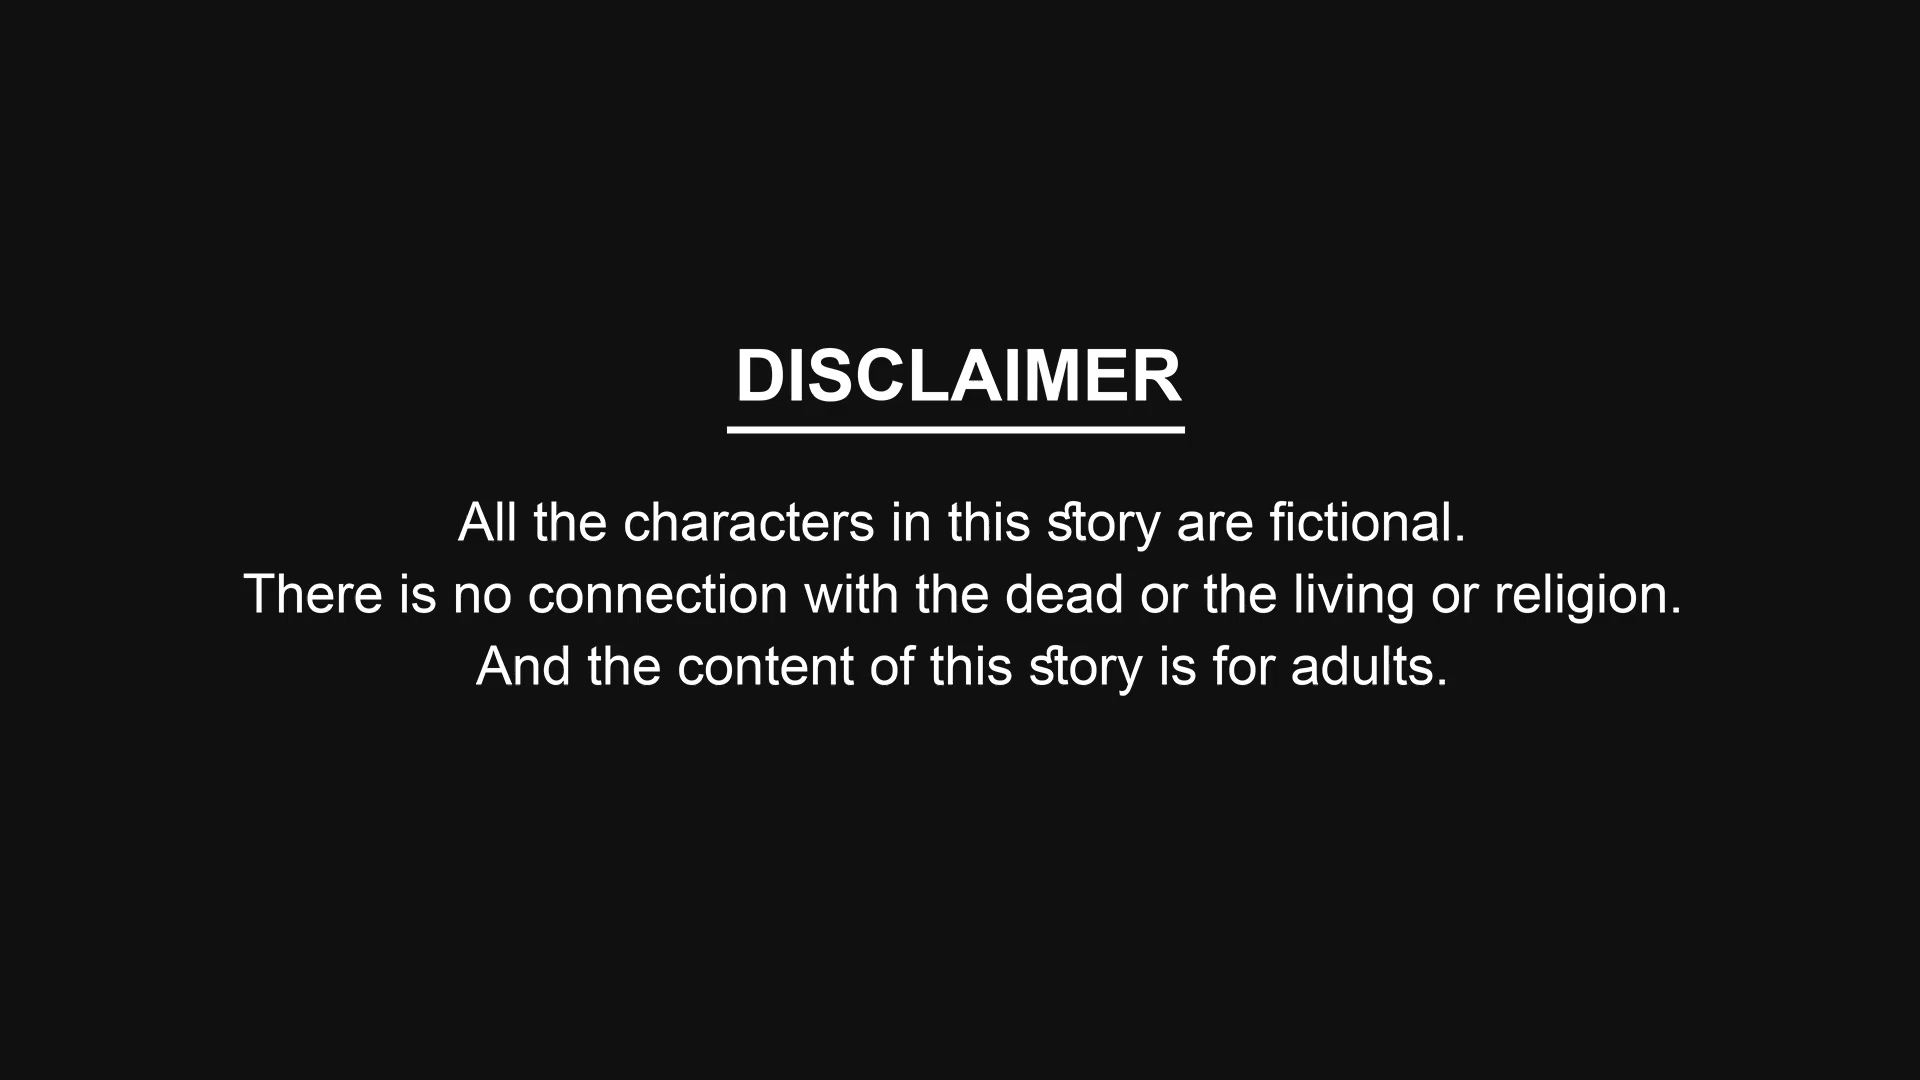 DISCLAIMER
All the characters in this story are fictional.
There is no connection with the dead or the living or religion.
And the content of this story is for adults.